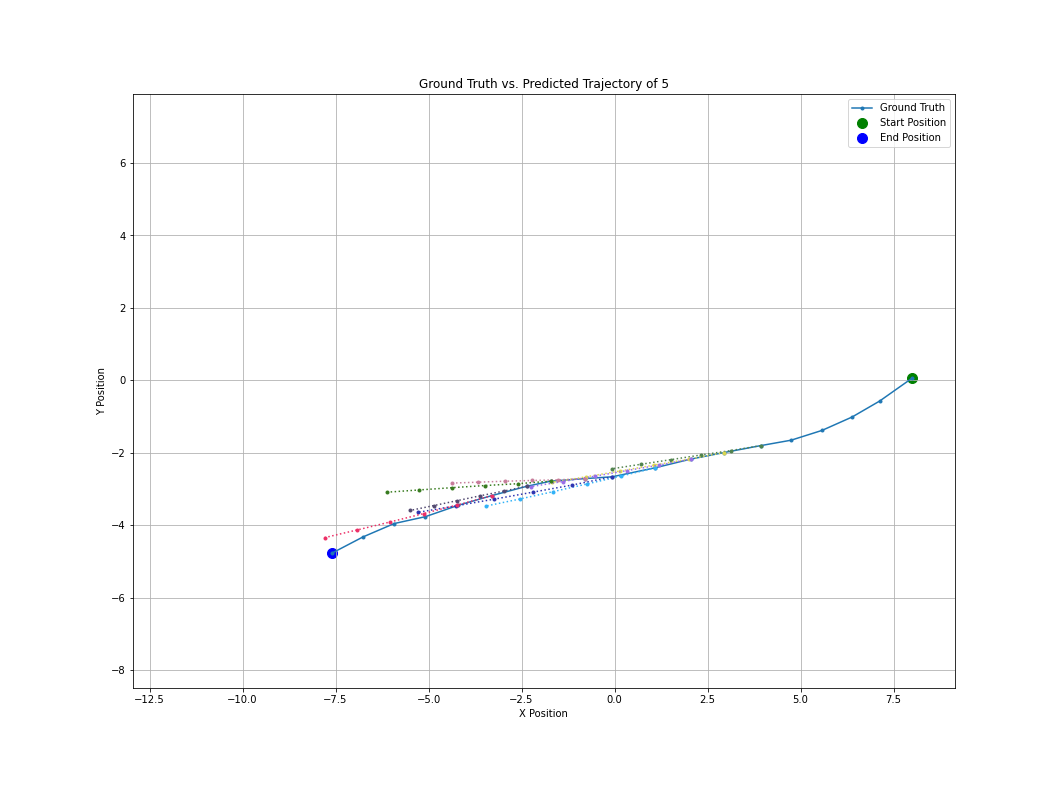 Ground Truth vs. Predicted Trajectory of 5
Ground Truth
Start Position
End Position
6
4
2
0
−2
−4
−6
−8
Y Position
−12.5 −10.0 −7.5 −5.0 −2.5 0.0 2.5 5.0 7.5
X Position